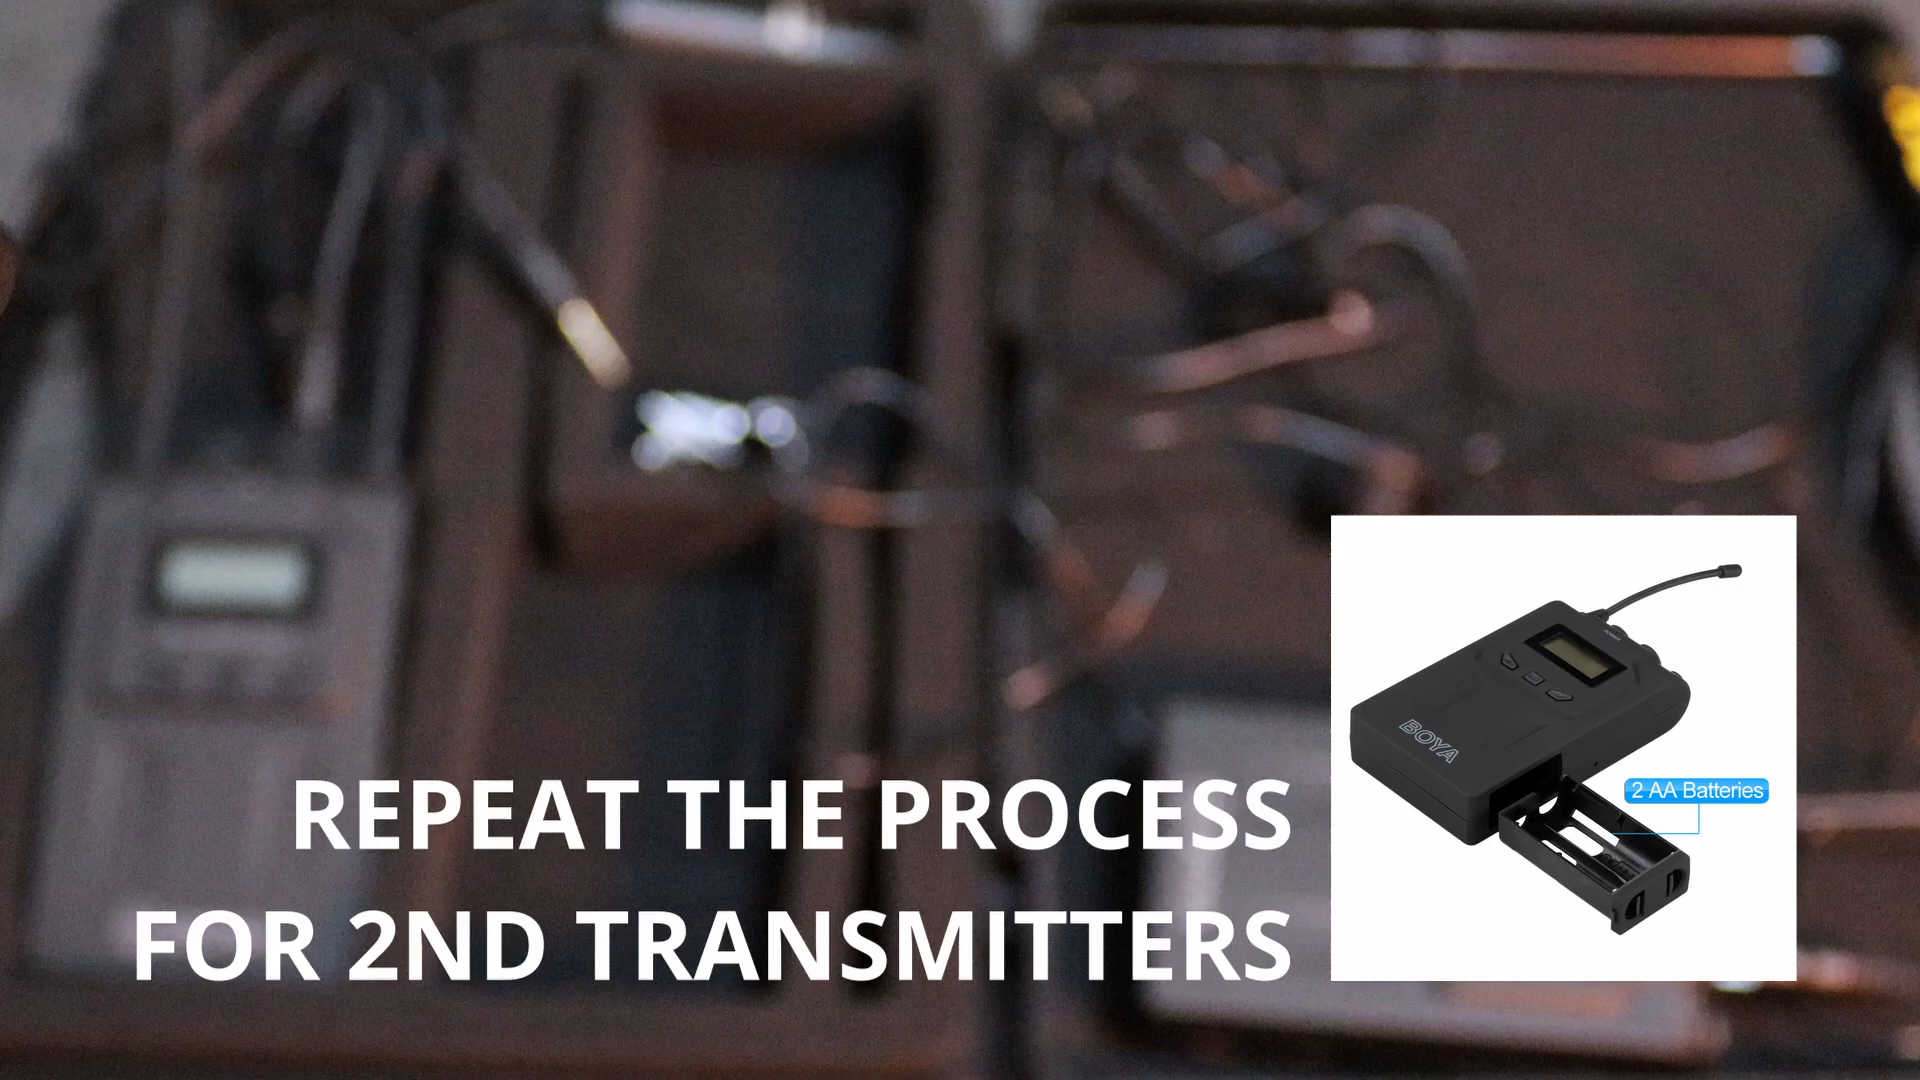 REPEAT THE PROCESS
FOR 2ND TRANSMITTERS
BOYA
2 AA Batteries